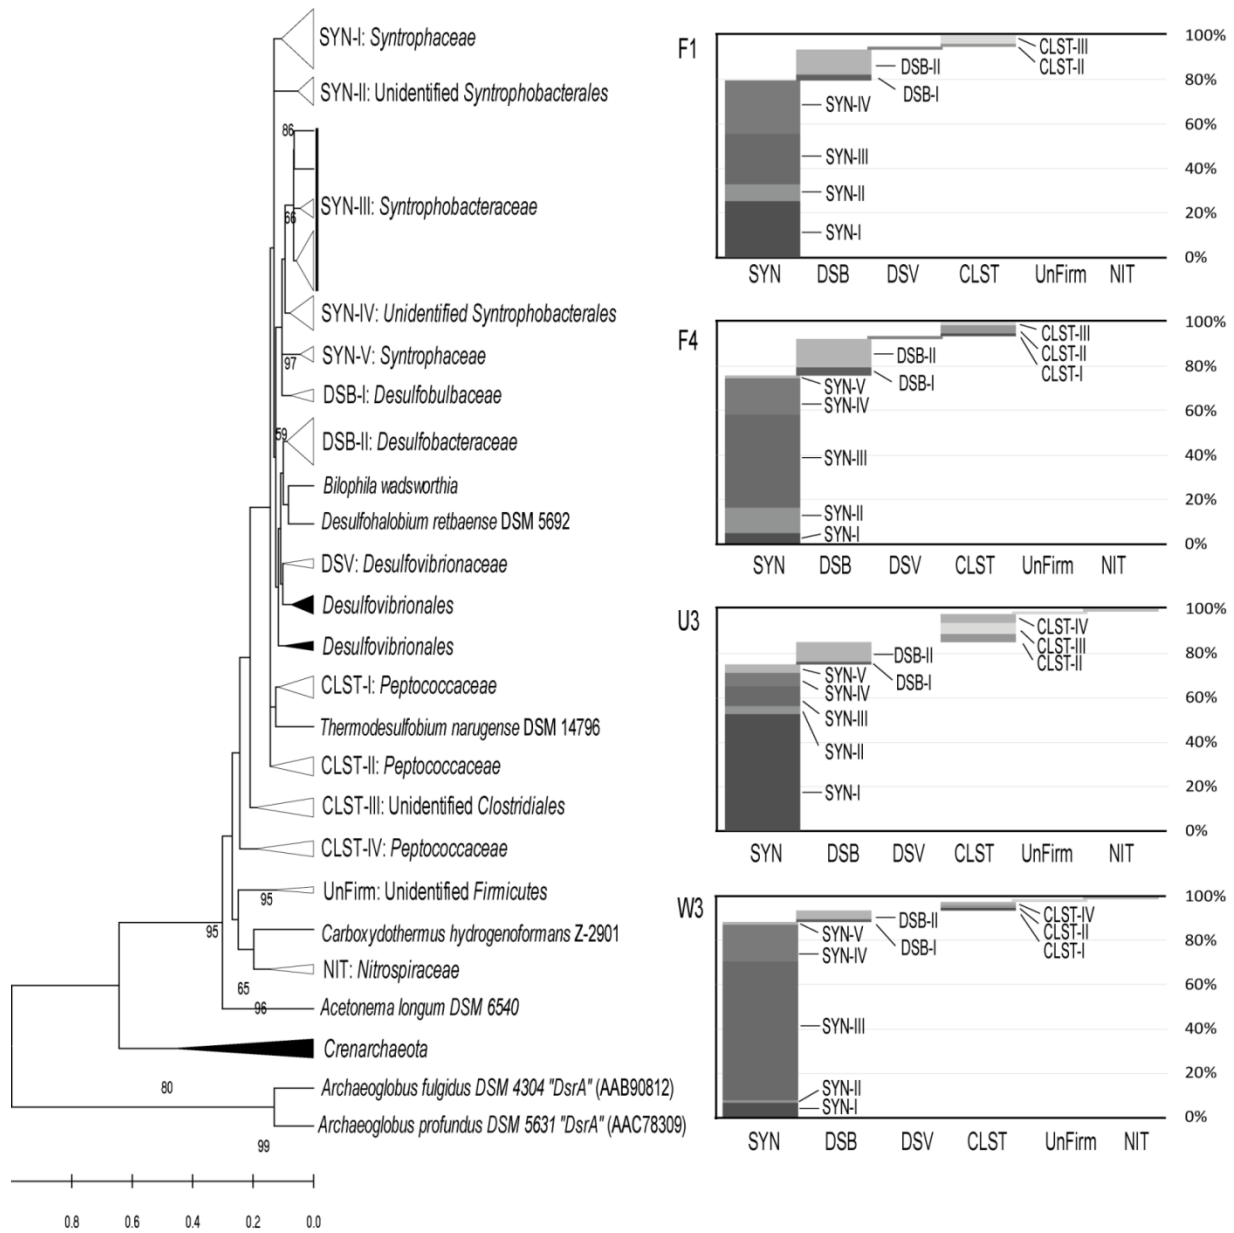 SYN-I: Syntrophaceae
SYN-II: Unidentified Syntrophobacterales
86
SYN-III: Syntrophobacteraceae
66
SYN-IV: Unidentified Syntrophobacterales
SYN-V: Syntrophaceae
97
DSB-I: Desulfobulbaceae
59
DSB-II: Desulfobacteraceae
Bilophila wadsworthia
Desulfohalobium retbaense DSM 5692
DSV: Desulfovibrionaceae
Desulfovibrionales
Desulfovibrionales
CLST-I: Peptococcaceae
Thermodesulfobium narugense DSM 14796
CLST-II: Peptococcaceae
CLST-III: Unidentified Clostridiales
CLST-IV: Peptococcaceae
95
UnFirm: Unidentified Firmicutes
95
Carboxydothermus hydrogenoformans Z-2901
NIT: Nitrospiraceae
65
96
Acetonema longum DSM 6540
Crenarchaeota
80
Archaeoglobus fulgidus DSM 4304 "DsrA" (AAB90812)
Archaeoglobus profundus DSM 5631 "DsrA" (AAC78309)
99
0.8 0.6 0.4 0.2 0.0
F1
100%
CLST-III
CLST-II
DSB-II
80%
DSB-I
SYN-IV
60%
SYN-III
40%
SYN-II
20%
SYN-I
0%
SYN DSB DSV CLST UnFirm NIT
F4
100%
CLST-III
CLST-II
DSB-II
80%
CLST-I
DSB-I
SYN-V
SYN-IV
60%
SYN-III
40%
20%
SYN-II
SYN-I
0%
SYN DSB DSV CLST UnFirm NIT
U3
100%
CLST-IV
CLST-III
DSB-II
80%
CLST-II
SYN-V
DSB-I
SYN-IV
60%
SYN-III
SYN-II
40%
SYN-I
20%
0%
SYN DSB DSV CLST UnFirm NIT
W3
100%
CLST-IV
DSB-II
CLST-II
SYN-V
DSB-I
CLST-I
80%
SYN-IV
60%
SYN-III
40%
20%
SYN-II
SYN-I
0%
SYN DSB DSV CLST UnFirm NIT